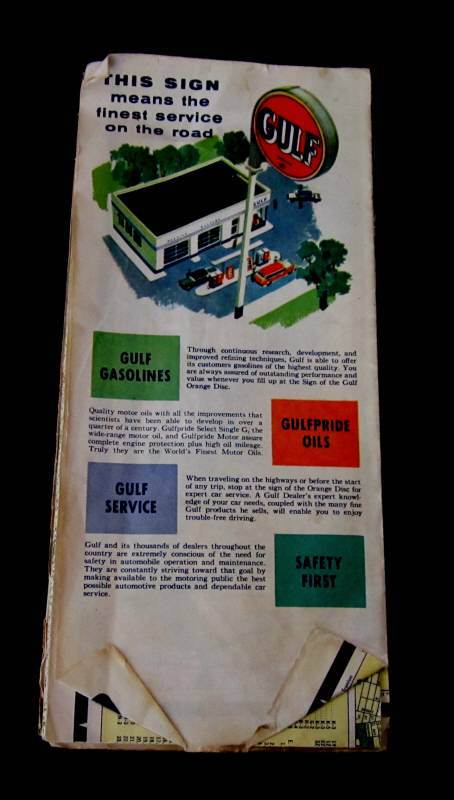 THIS SIGN
means the
finest service
on the road
GULF
GULF
GULF
GASOLINES
Through continuous research, development, and
improved refining techniques, Gulf is able to offer
its customers gasolines of the highest quality. You
are always assured of outstanding performance and
value whenever you fill up at the Sign of the Gulf
Orange Disc.
Quality motor oils with all the improvements that
scientists have been able to develop in over a
quarter of a century. Gulfpride Select Single G, the
wide-range motor oil, and Gulfpride Motor assure
complete engine protection plus high oil mileage.
Truly they are the World's Finest Motor Oils.
GULFPRIDE
OILS
GULF
SERVICE
When traveling on the highways or before the start
of any trip, stop at the sign of the Orange Disc for
expert car service. A Gulf Dealer's expert knowl-
edge of your car needs, coupled with the many fine
Gulf products he sells, will enable you to enjoy
trouble-free driving.
Gulf and its thousands of dealers throughout the
country are extremely conscious of the need for
safety in automobile operation and maintenance.
They are constantly striving toward that goal by
making available to the motoring public the best
possible automotive products and dependable car
service.
SAFETY
FIRST